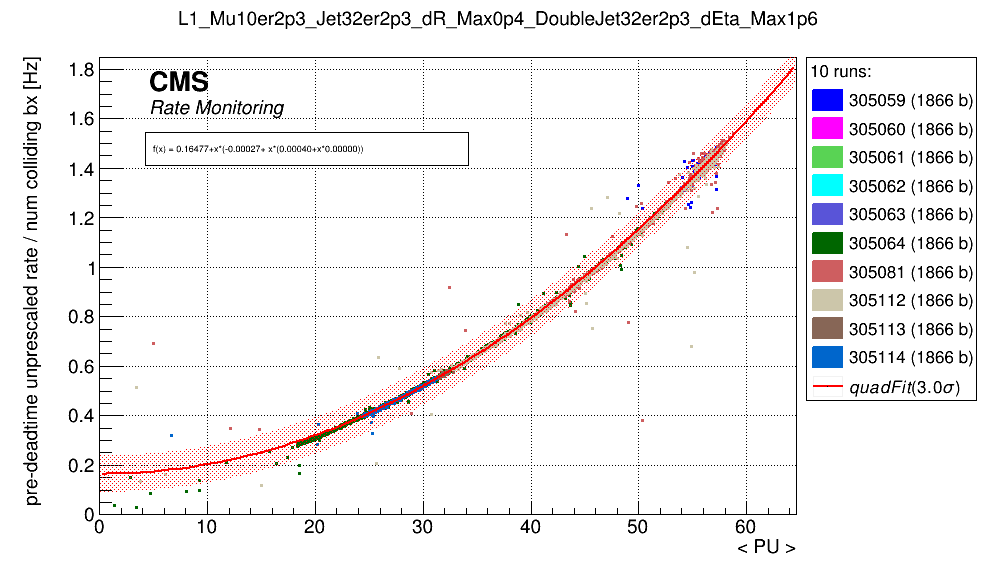 L1_Mu10er2p3_Jet32er2p3_dR_Max0p4_DoubleJet32er2p3_dEta_Max1p6
pre-deadtime unprescaled rate / num colliding bx [Hz]
1.8
1.6
1.4
1.2
1
0.8
0.6
0.4
0.2
0
CMS
Rate Monitoring
f(x) = 0.16477+x*(-0.00027+ x*(0.00040+x*0.00000))
0 10 20 30 40 50 60
< PU >
10 runs:
305059 (1866 b)
305060 (1866 b)
305061 (1866 b)
305062 (1866 b)
305063 (1866 b)
305064 (1866 b)
305081 (1866 b)
305112 (1866 b)
305113 (1866 b)
305114 (1866 b)
quadFit(3.0σ)